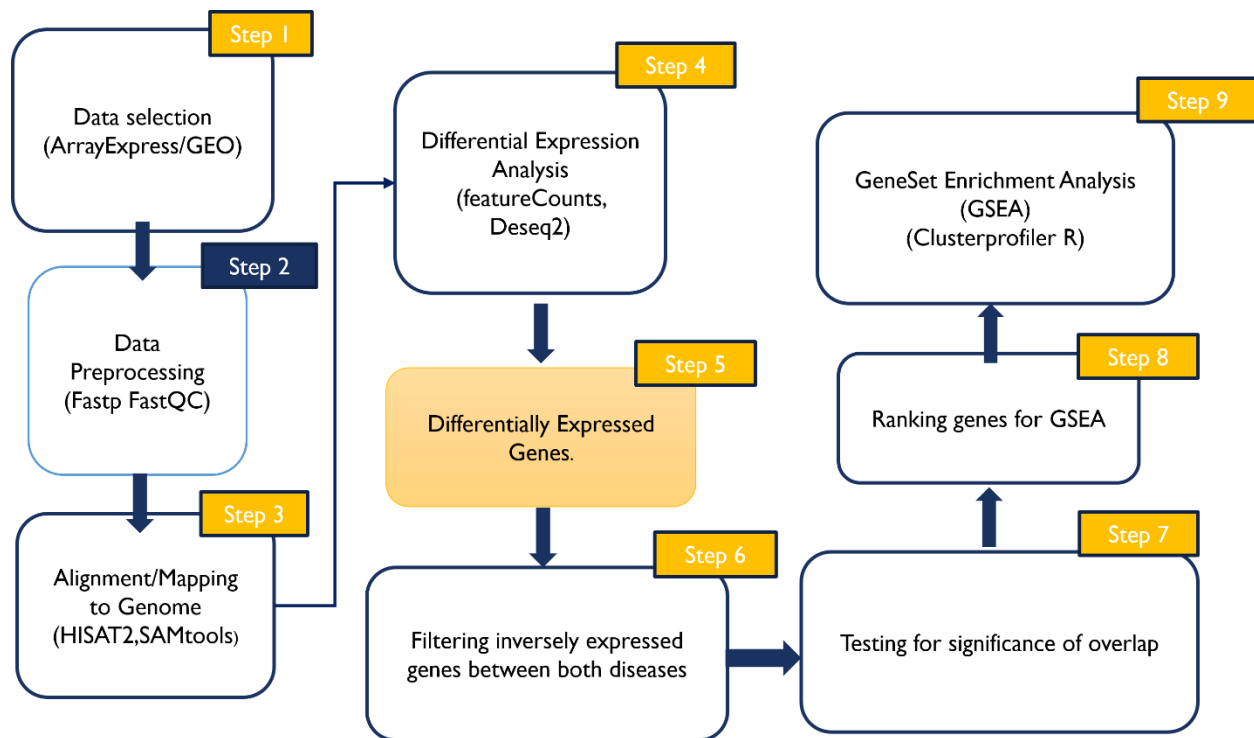 Step 1
Data selection
(ArrayExpress/GEO)
Step 2
Data
Preprocessing
(Fastp FastQC)
Step 3
Alignment/Mapping
to Genome
(HISAT2,SAMtools)
Step 4
Differential Expression
Analysis
(featureCounts,
Deseq2)
Step 5
Differentially Expressed
Genes.
Step 6
Filtering inversely expressed
genes between both diseases
Step 7
Testing for significance of overlap
Step 8
Ranking genes for GSEA
Step 9
GeneSet Enrichment Analysis
(GSEA)
(Clusterprofiler R)